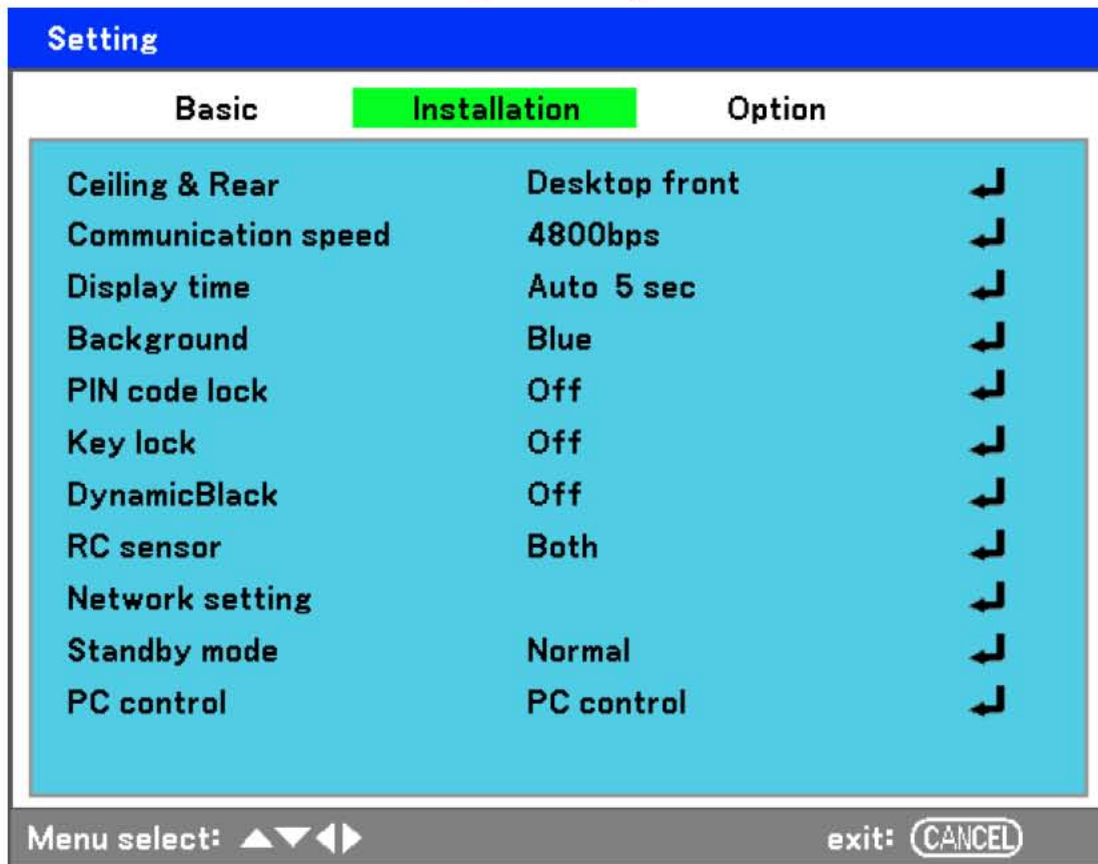 Setting
Basic Installation Option
Ceiling & Rear Desktop front
Communication speed 4800bps
Display time Auto 5 sec
Background Blue
PIN code lock Off
Key lock Off
DynamicBlack Off
RC sensor Both
Network setting
Standby mode Normal
PC control PC control
Menu select: ▲▼◀▶ exit: CANCEL